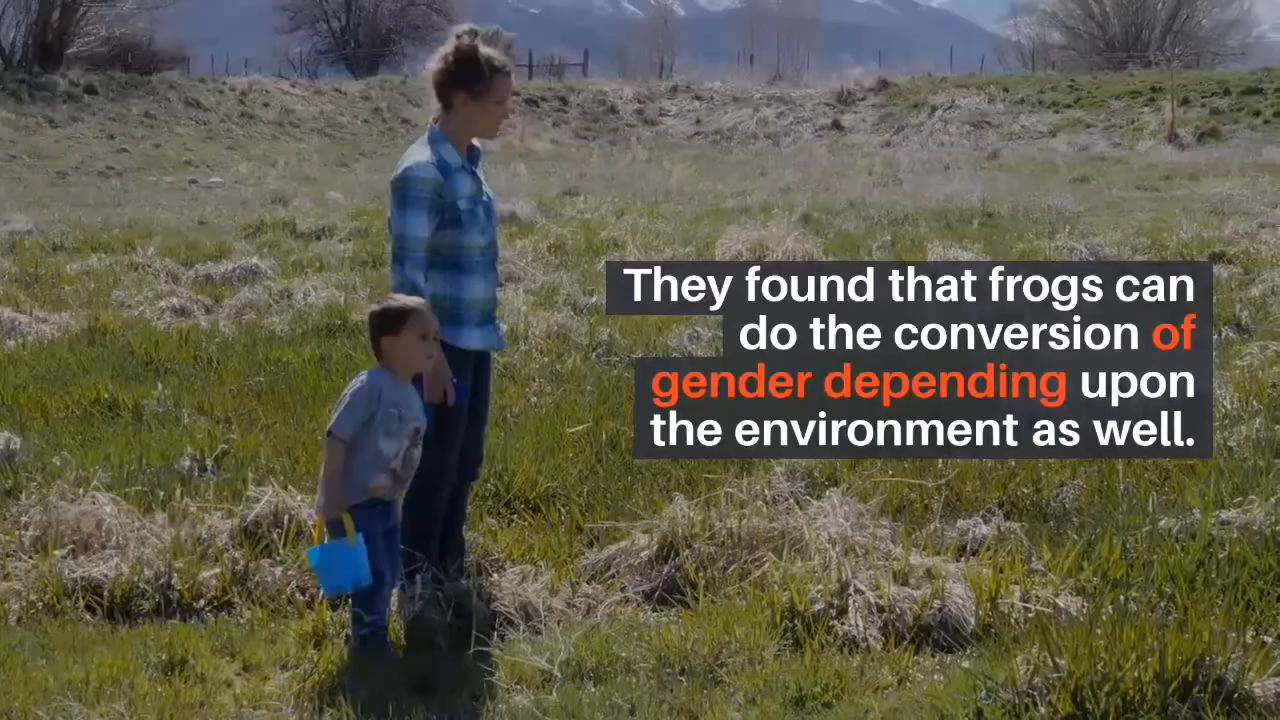 They found that frogs can
do the conversion of
gender depending upon
the environment as well.